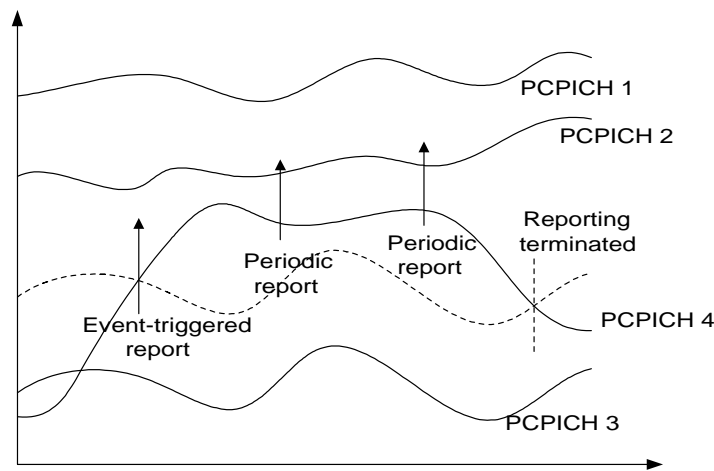 PCPICH 1
PCPICH 2
Reporting
terminated
Periodic
report
Periodic
report
Event-triggered
report
PCPICH 4
PCPICH 3